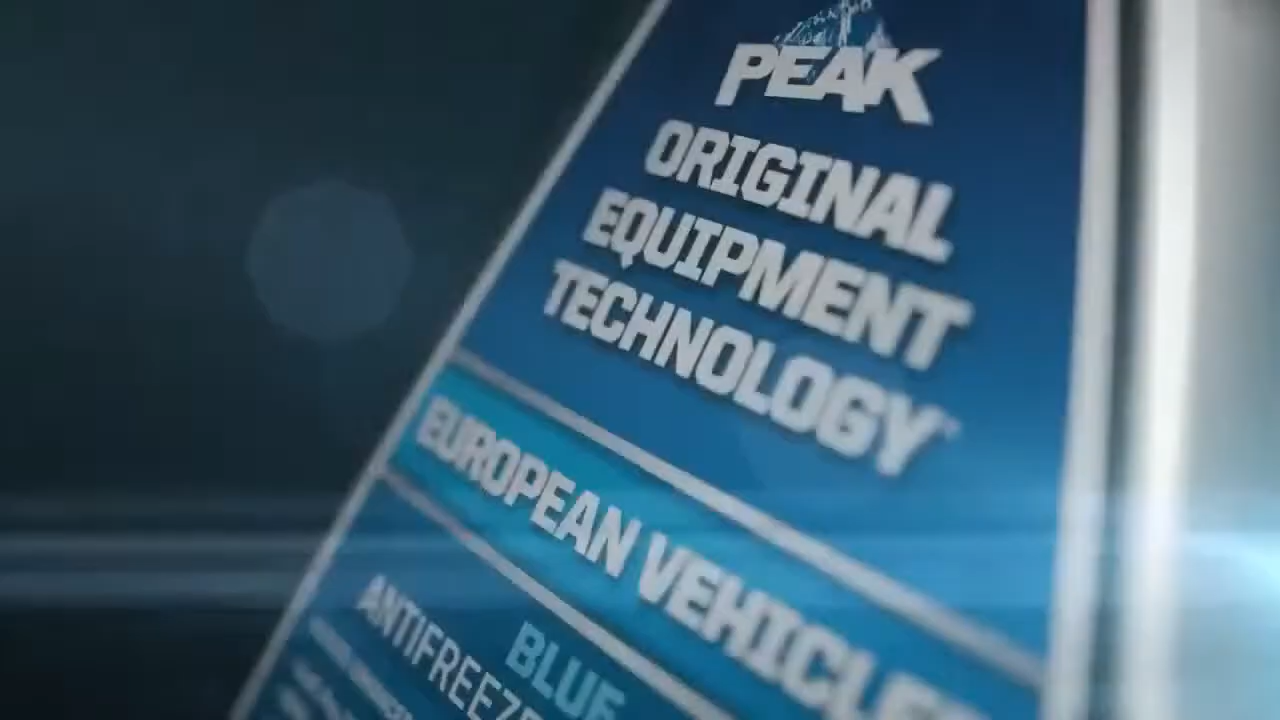 PEAK
ORIGINAL
EQUIPMENT
TECHNOLOGY
EUROPEAN VEHICLES
BLUE
ANTIFREEZE